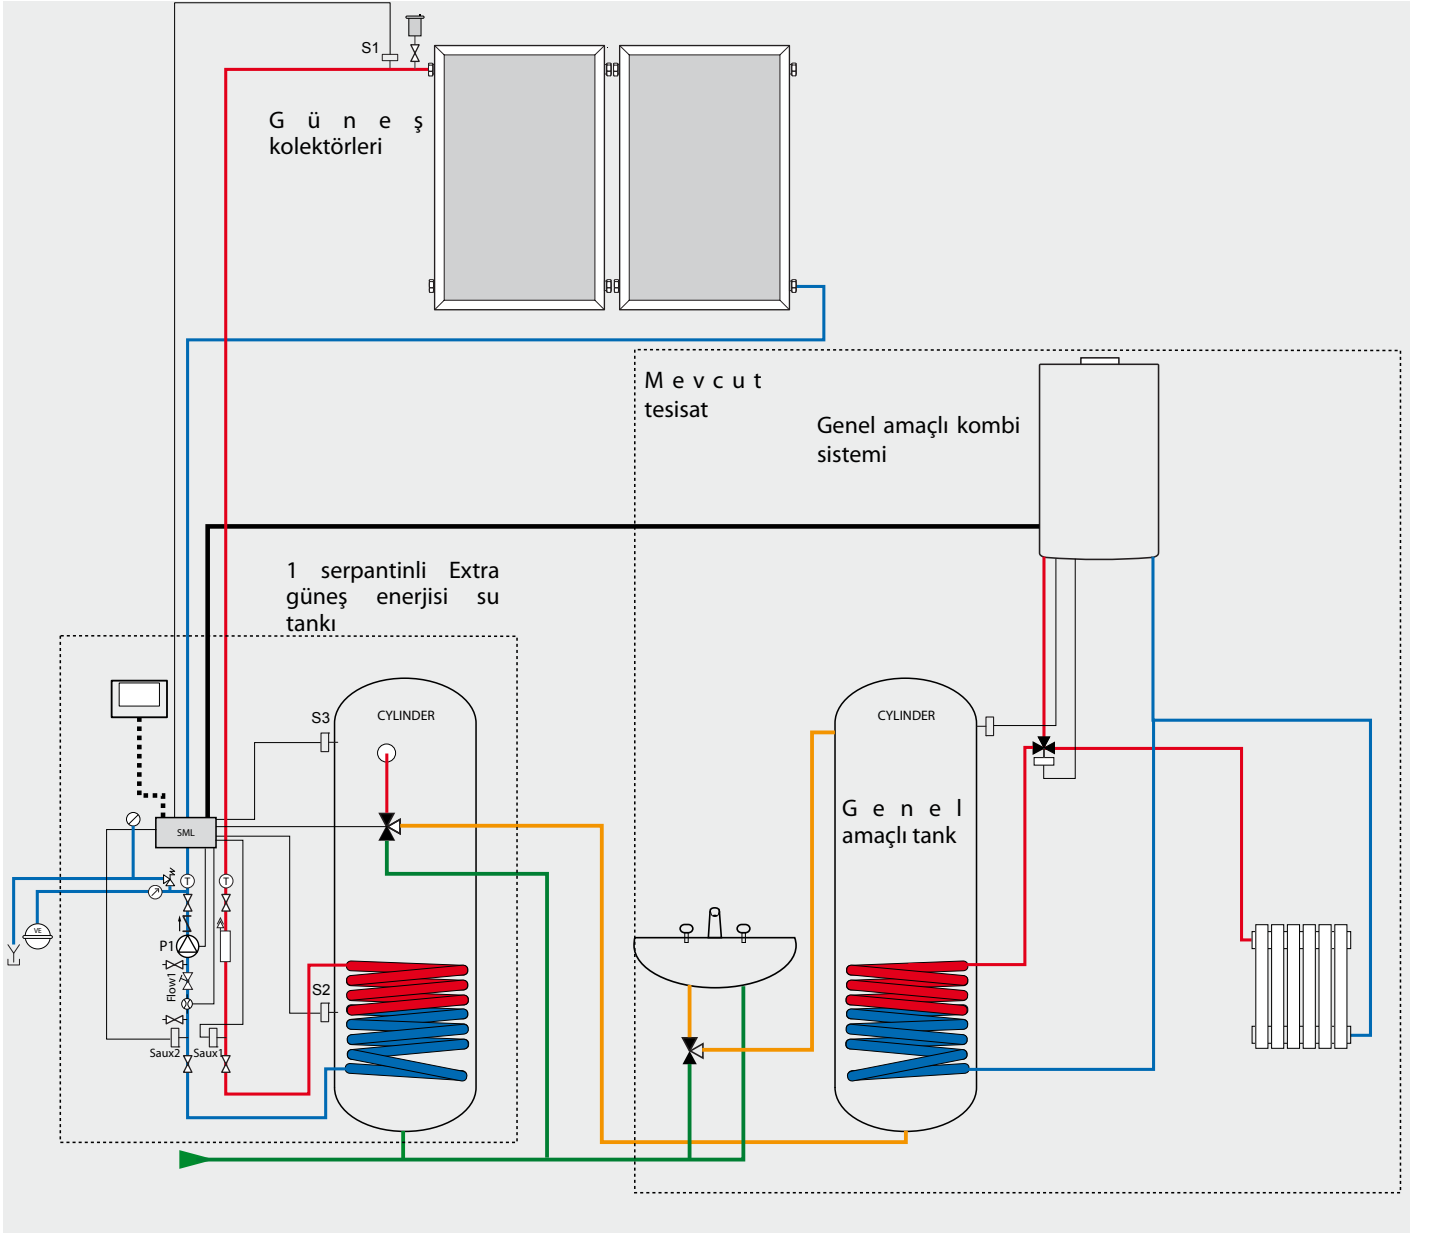 S1
G ü n e ş
kolektörleri
M e v c u t
tesisat
Genel amaçlı kombi
sistemi
1 serpantinli Extra
güneş enerjisi su
tankı
S3
CYLINDER
CYLINDER
G e n e l
amaçlı tank
SML
T
T
VE
P1
Flow1
S2
Saux2
Saux1